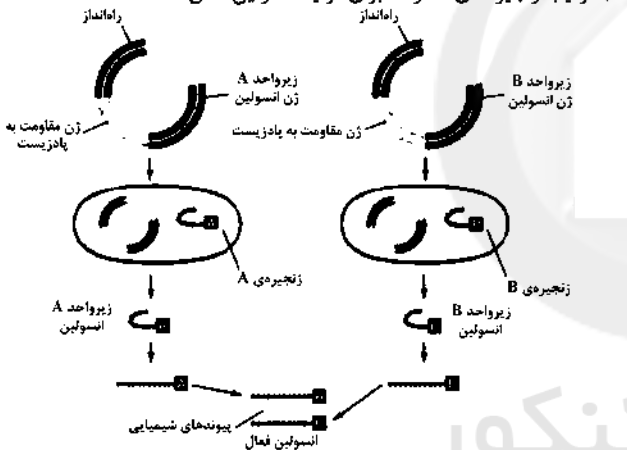 راه‌انداز
راه‌انداز
زیرواحد B
ژن انسولین
زیرواحد A
ژن انسولین
ژن مقاومت به پادزیست
ژن مقاومت به
پادزیست
زنجیره‌ی B
زنجیره‌ی A
زیرواحد B
انسولین
زیرواحد A
انسولین
پیوندهای شیمیایی
انسولین فعال